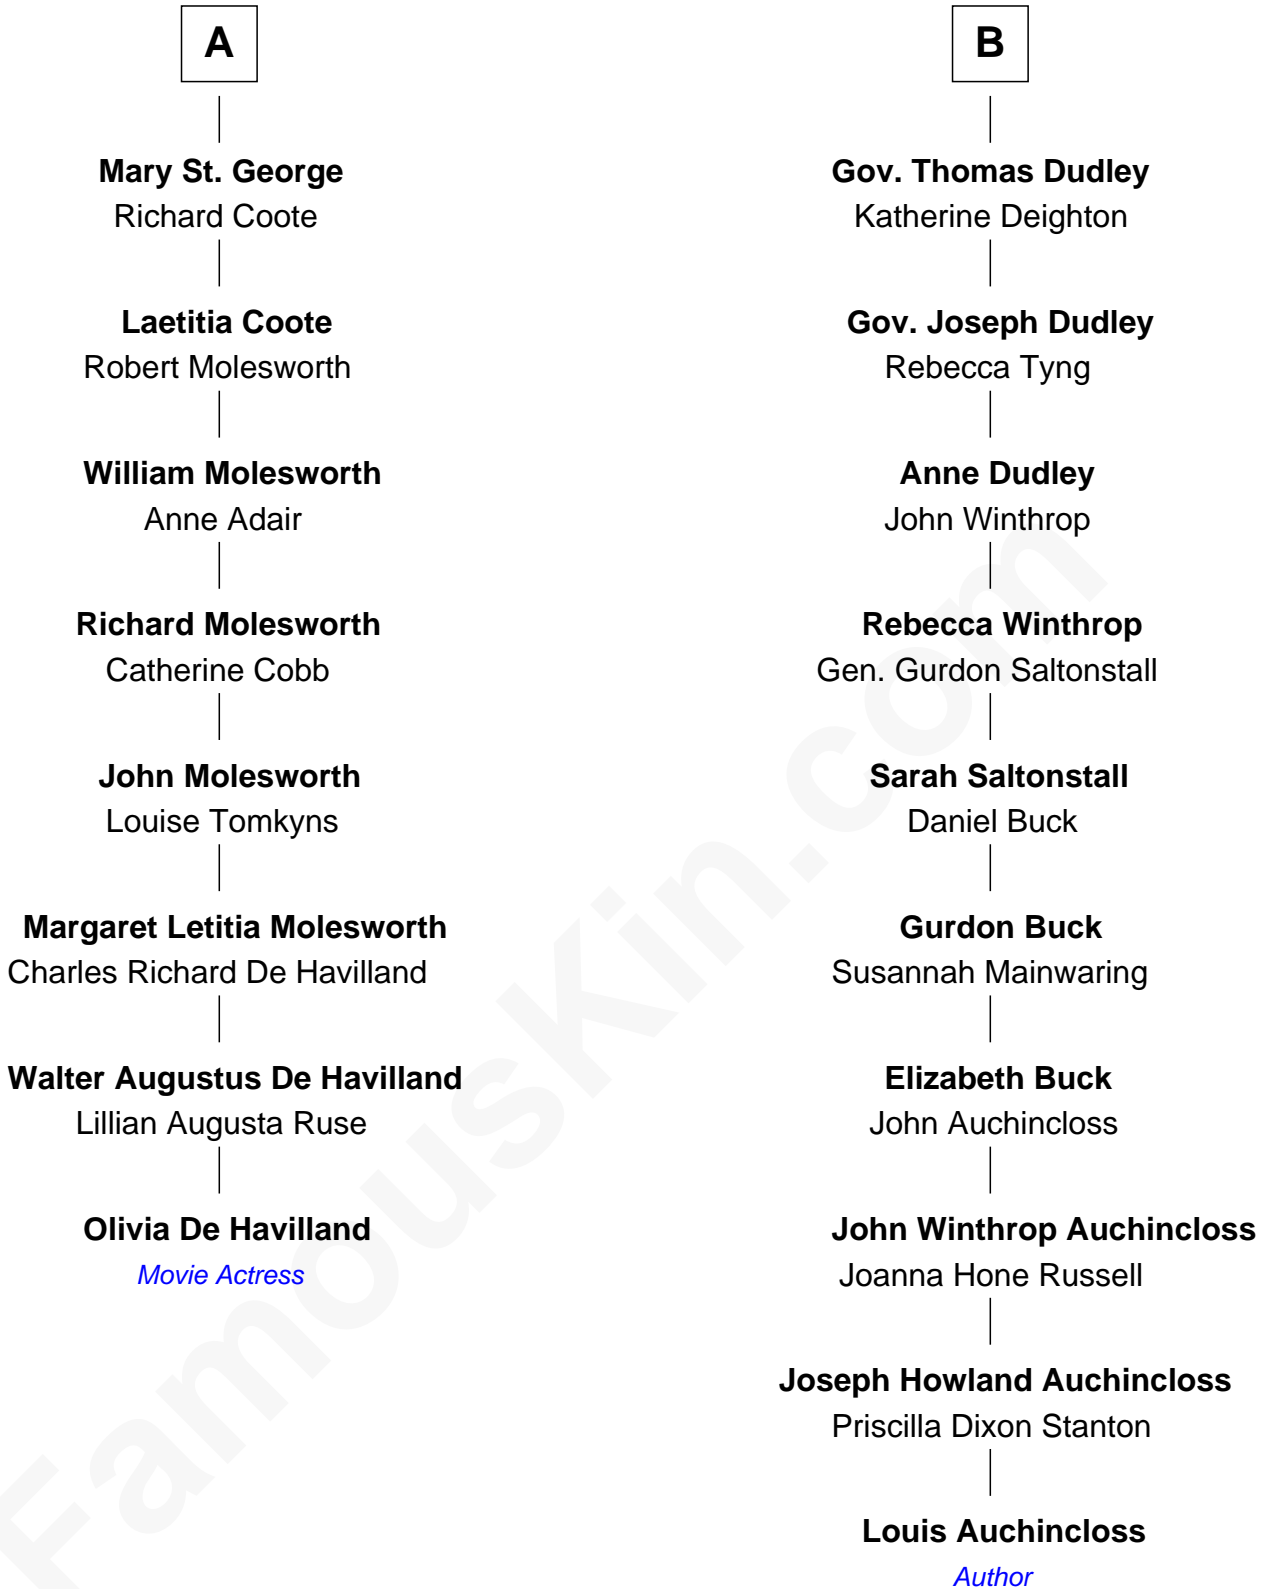 A
Mary St. George
Richard Coote
Laetitia Coote
Robert Molesworth
William Molesworth
Anne Adair
Richard Molesworth
Catherine Cobb
John Molesworth
Louise Tomkyns
Margaret Letitia Molesworth
Charles Richard De Havilland
Walter Augustus De Havilland
Lillian Augusta Ruse
Olivia De Havilland
Movie Actress
B
Gov. Thomas Dudley
Katherine Deighton
Gov. Joseph Dudley
Rebecca Tyng
Anne Dudley
John Winthrop
Rebecca Winthrop
Gen. Gurdon Saltonstall
Sarah Saltonstall
Daniel Buck
Gurdon Buck
Susannah Mainwaring
Elizabeth Buck
John Auchincloss
John Winthrop Auchincloss
Joanna Hone Russell
Joseph Howland Auchincloss
Priscilla Dixon Stanton
Louis Auchincloss
Author
FamousKin.com